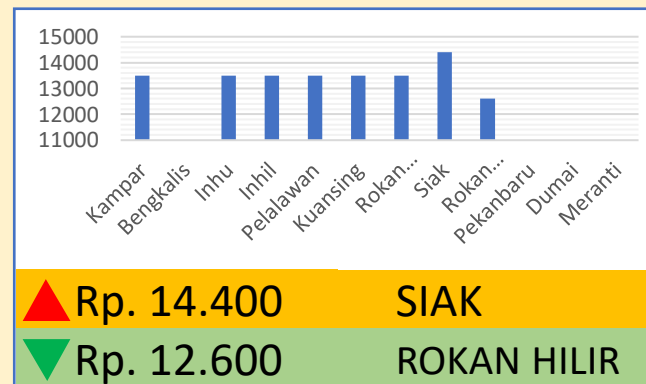 15000
14000
13000
12000
11000
Kampar
Bengkalis
Inhu
Inhil
Pelalawan
Kuansing
Rokan...
Siak
Rokan...
Pekanbaru
Dumai
Meranti
Rp. 14.400 SIAK
Rp. 12.600 ROKAN HILIR